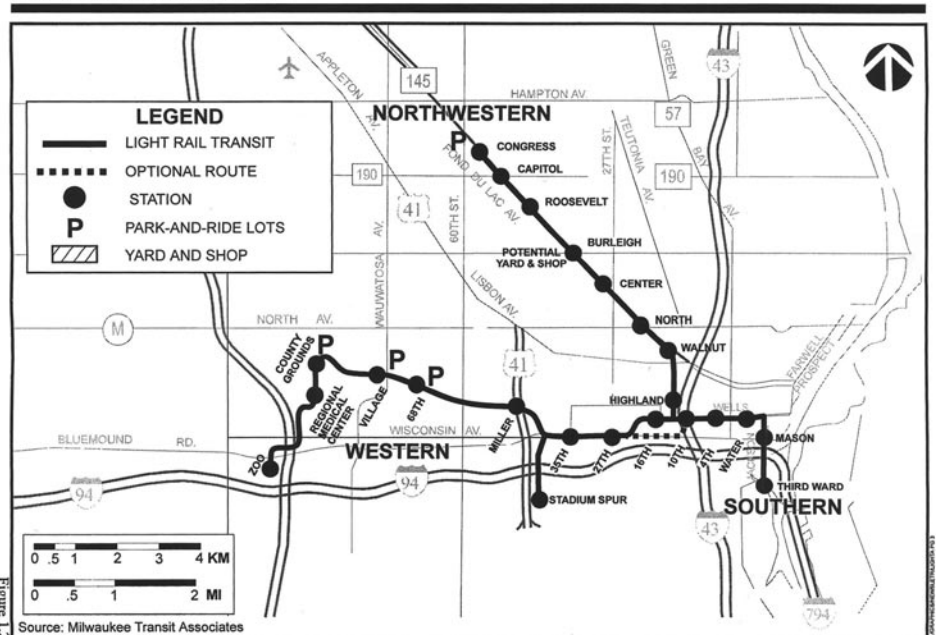 LEGEND
LIGHT RAIL TRANSIT
OPTIONAL ROUTE
STATION
P
PARK-AND-RIDE LOTS
YARD AND SHOP
145
NORTHWESTERN
P
CONGRESS
CAPITOL
ROOSEVELT
BURLEIGH
POTENTIAL
YARD & SHOP
CENTER
NORTH
WALNUT
HIGHLAND
APPLETON AV.
FOND DU LAC AV.
HAMPTON AV.
GREEN
BAY
AV.
57
43
27TH ST.
TEUTONIA
AV.
190
190
41
60TH ST.
WAUWATOSA AV.
LISBON AV.
NORTH AV.
M
41
FARWELL
PROSPECT
COUNTY
GROUNDS
P
P
P
REGIONAL
MEDICAL
CENTER
VILLAGE
68TH
MILLER
WELLS
BLUEMOUND RD.
WISCONSIN AV.
ZOO
WESTERN
35TH
27TH
16TH
10TH
4TH
WATER
JACKSON
MASON
THIRD WARD
STADIUM SPUR
SOUTHERN
94
94
43
794
0 .5 1 2 3 4 KM
0 .5 1 2 MI
Source: Milwaukee Transit Associates